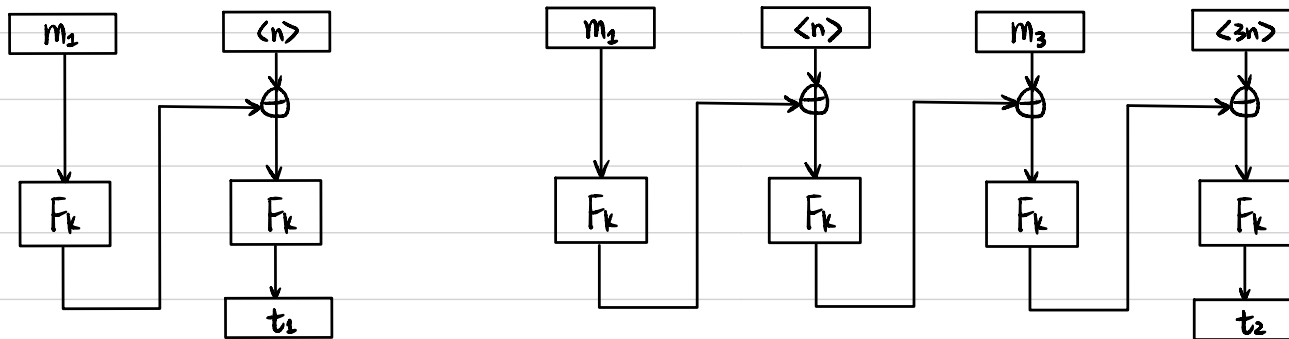 m₁ ⟨n⟩ m₁ ⟨n⟩ m₃ ⟨3n⟩
Fₖ Fₖ Fₖ Fₖ Fₖ Fₖ
t₁ t₂